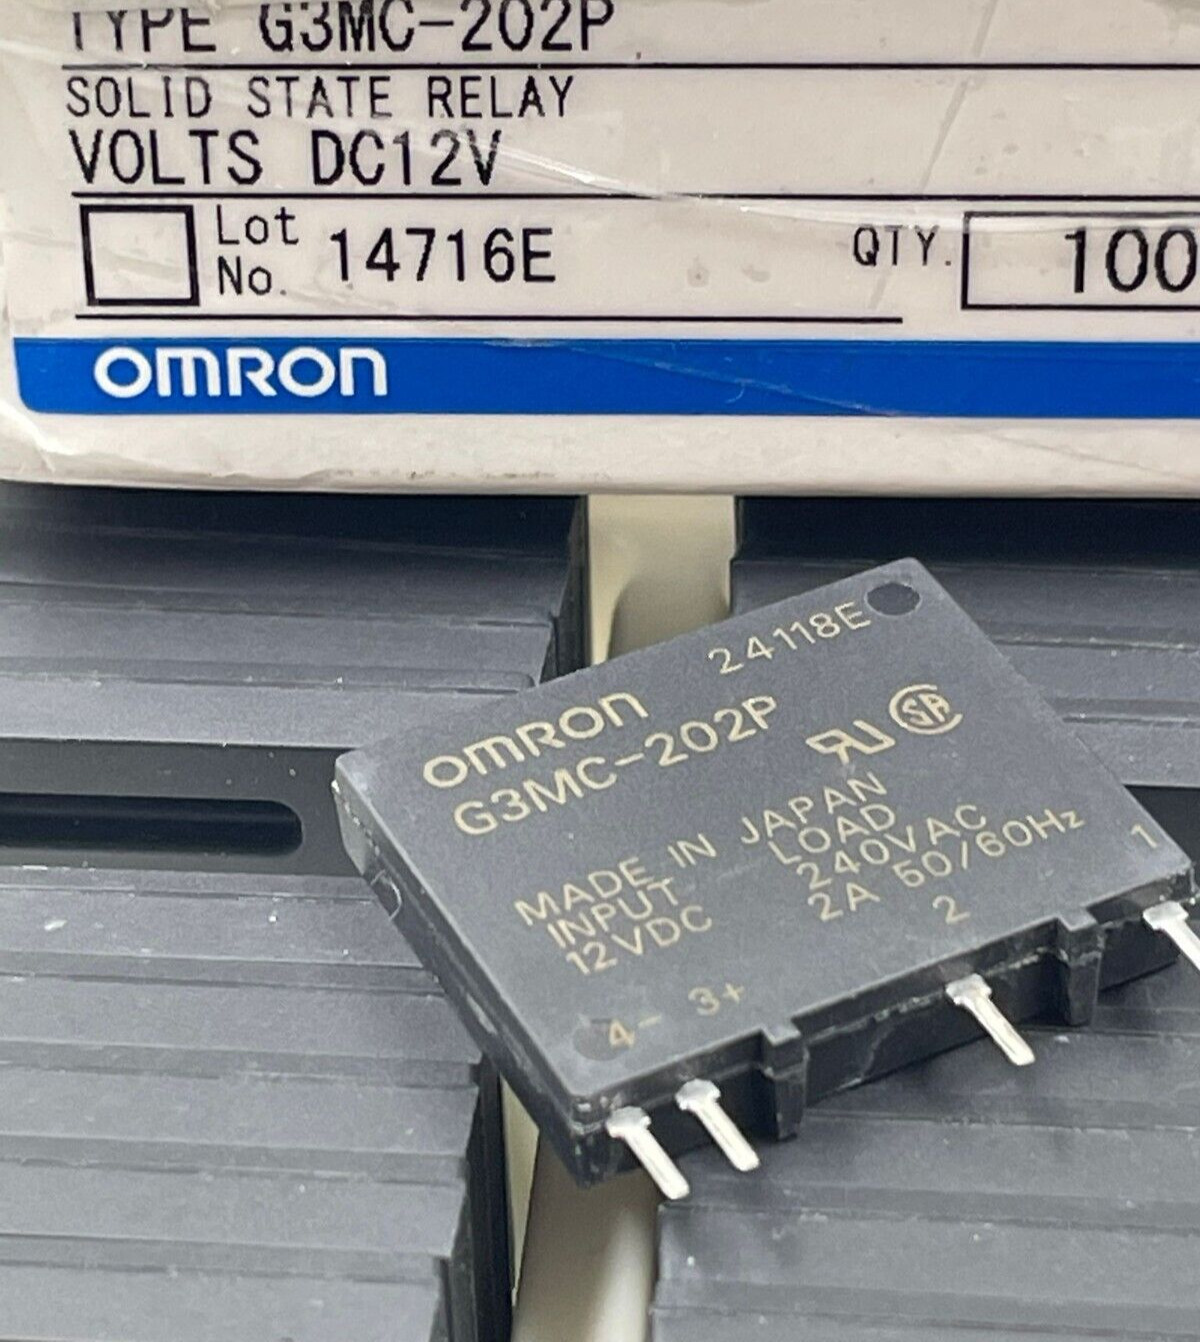 TYPE G3MC-202P
SOLID STATE RELAY
VOLTS DC12V
Lot No. 14716E
QTY. 100
OMRON
24118E
OMRON
G3MC-202P
MADE IN JAPAN
INPUT LOAD
12VDC 240VAC
2A 50/60Hz
4- 3+ 2 1